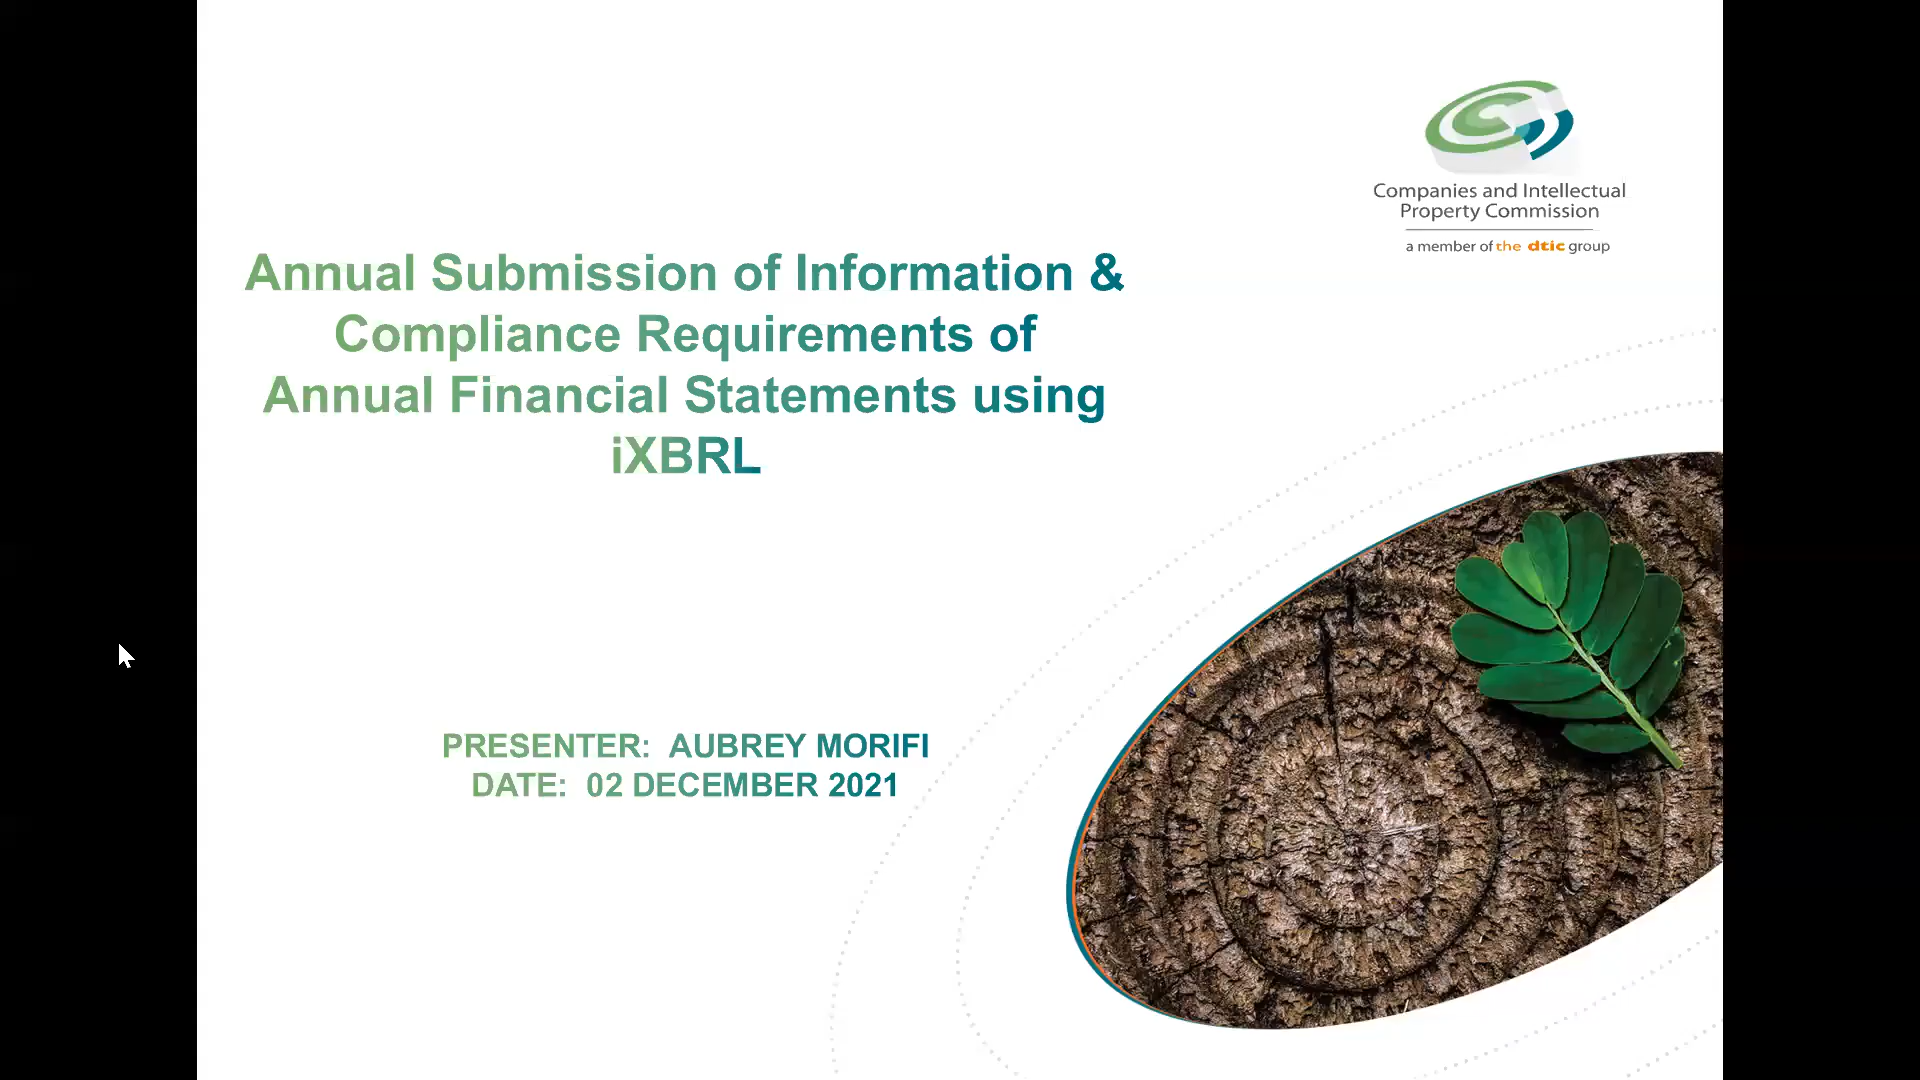 Companies and Intellectual
Property Commission
a member of the dtic group
Annual Submission of Information &
Compliance Requirements of
Annual Financial Statements using
iXBRL
PRESENTER: AUBREY MORIFI
DATE: 02 DECEMBER 2021